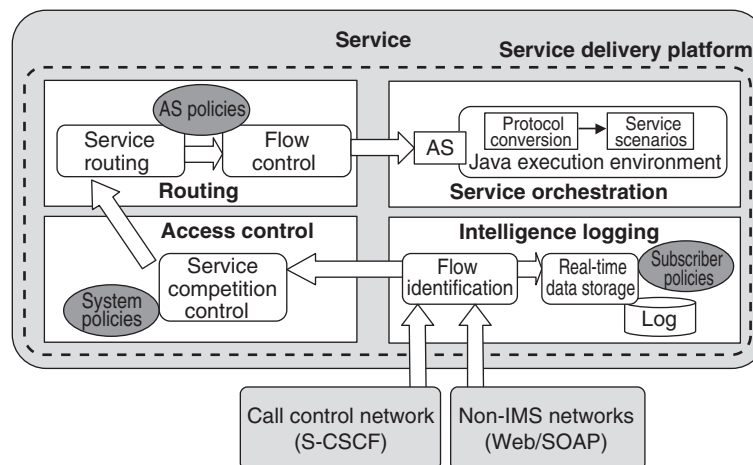 Service
Service delivery platform
AS policies
Service
routing
Flow
control
Routing
AS
Protocol
conversion
Service
scenarios
Java execution environment
Service orchestration
Access control
Service
competition
control
System
policies
Intelligence logging
Flow
identification
Real-time
data storage
Subscriber
policies
Log
Call control network
(S-CSCF)
Non-IMS networks
(Web/SOAP)